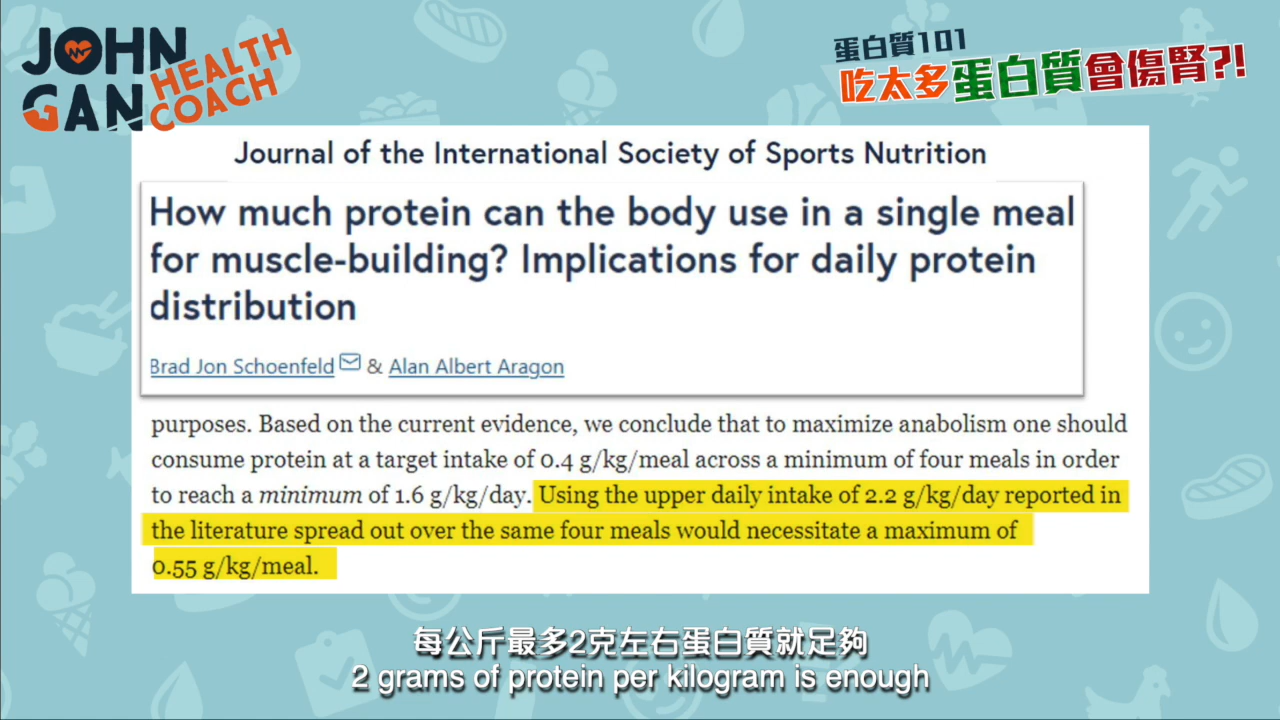 JOHN
GAN
HEALTH
COACH
蛋白質101
吃太多蛋白質會傷腎?!
Journal of the International Society of Sports Nutrition
How much protein can the body use in a single meal
for muscle-building? Implications for daily protein
distribution
Brad Jon Schoenfeld & Alan Albert Aragon
purposes. Based on the current evidence, we conclude that to maximize anabolism one should
consume protein at a target intake of 0.4 g/kg/meal across a minimum of four meals in order
to reach a minimum of 1.6 g/kg/day. Using the upper daily intake of 2.2 g/kg/day reported in
the literature spread out over the same four meals would necessitate a maximum of
0.55 g/kg/meal.
每公斤最多2克左右蛋白質就足夠
2 grams of protein per kilogram is enough